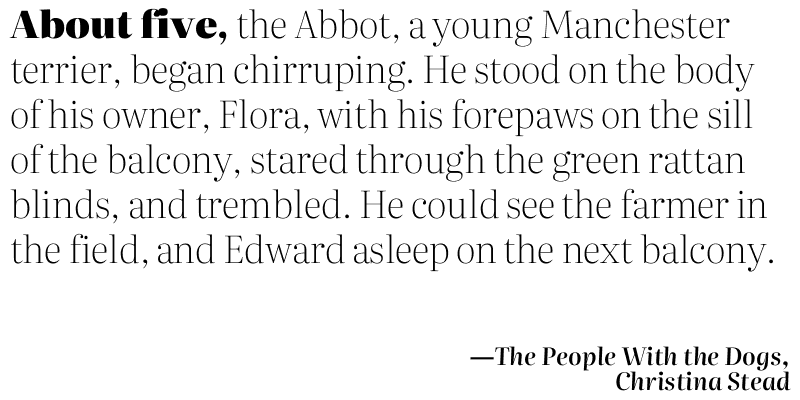 About five, the Abbot, a young Manchester
terrier, began chirruping. He stood on the body
of his owner, Flora, with his forepaws on the sill
of the balcony, stared through the green rattan
blinds, and trembled. He could see the farmer in
the field, and Edward asleep on the next balcony.
—The People With the Dogs,
Christina Stead